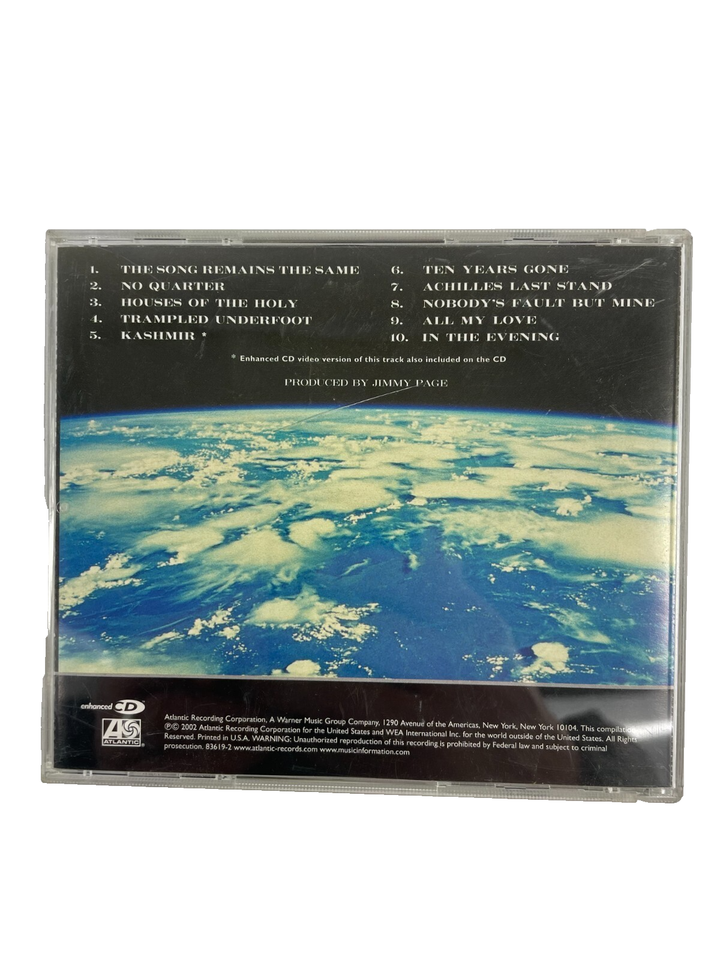 1. THE SONG REMAINS THE SAME
2. NO QUARTER
3. HOUSES OF THE HOLY
4. TRAMPLED UNDERFOOT
5. KASHMIR *
6. TEN YEARS GONE
7. ACHILLES LAST STAND
8. NOBODY'S FAULT BUT MINE
9. ALL MY LOVE
10. IN THE EVENING
* Enhanced CD video version of this track also included on the CD
PRODUCED BY JIMMY PAGE
enhanced CD
ATLANTIC
Atlantic Recording Corporation, A Warner Music Group Company, 1290 Avenue of the Americas, New York, New York 10104. This compilation
℗© 2002 Atlantic Recording Corporation for the United States and WEA International Inc. for the world outside of the United States. All Rights
Reserved. Printed in U.S.A. WARNING: Unauthorized reproduction of this recording is prohibited by Federal law and subject to criminal
prosecution. 83619-2 www.atlantic-records.com www.musicinformation.com